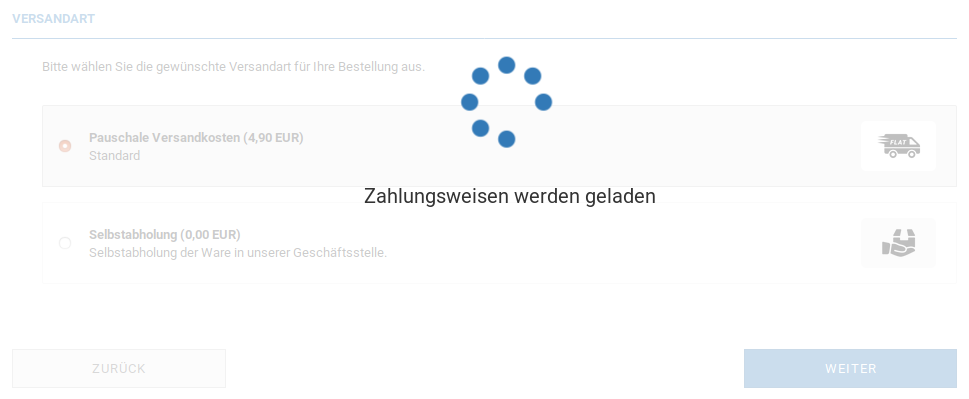 VERSANDART
Bitte wählen Sie die gewünschte Versandart für Ihre Bestellung aus.
Pauschale Versandkosten (4,90 EUR)
Standard
FLAT
Zahlungsweisen werden geladen
Selbstabholung (0,00 EUR)
Selbstabholung der Ware in unserer Geschäftsstelle.
ZURÜCK
WEITER